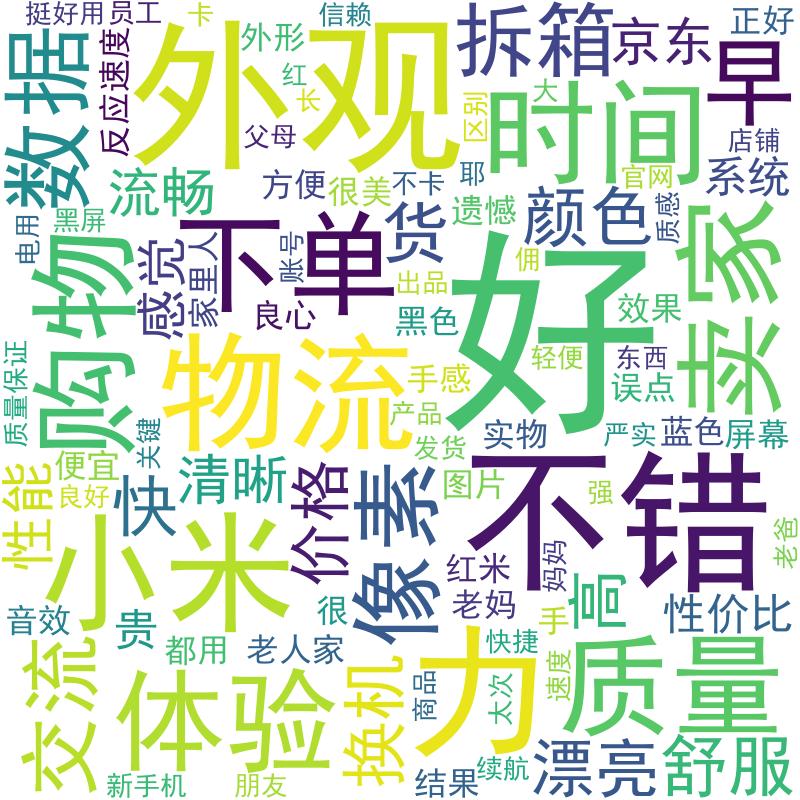 挺好用
员工
卡
信赖
正好
外观
外形
拆箱
京东
早
数据
反应速度
红
长
父母
区别
大
时间
店铺
流畅
方便
很美
不卡
耶
官网
系统
黑屏
电用
感觉
家里人
下单
账号
货
遗憾
颜色
质感
购物
良心
出品
佣
好
卖家
黑色
效果
物流
手感
轻便
东西
误点
质量保证
关键
产品
发货
实物
严实
蓝色
屏幕
性能
便宜
良好
快
清晰
价格
像素
图片
不错
强
小米
红米
老妈
妈妈
高
老爸
性价比
音效
贵
很
手
都用
老人家
快捷
交流
体验
换机
力
商品
太次
速度
质量
新手机
朋友
结果
续航
漂亮
舒服